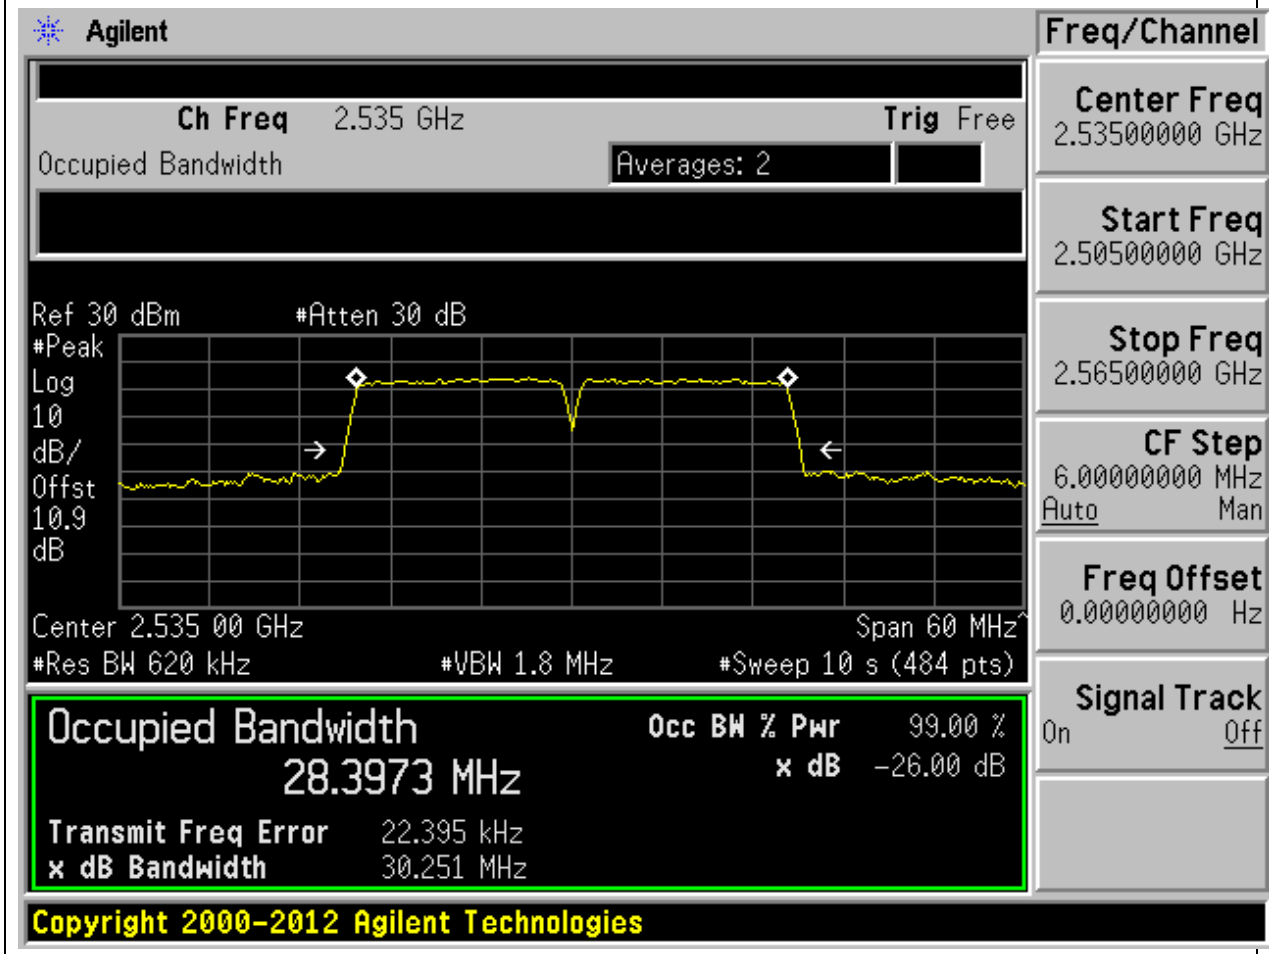 Agilent
Freq/Channel
Ch Freq 2.535 GHz Trig Free
Occupied Bandwidth Averages: 2
Center Freq
2.53500000 GHz
Start Freq
2.50500000 GHz
Stop Freq
2.56500000 GHz
CF Step
6.00000000 MHz
Auto Man
Freq Offset
0.00000000 Hz
Signal Track
On Off
Ref 30 dBm #Atten 30 dB
#Peak
Log
10
dB/
Offst
10.9
dB
Center 2.535 00 GHz Span 60 MHz^
#Res BW 620 kHz #VBW 1.8 MHz #Sweep 10 s (484 pts)
Occupied Bandwidth Occ BW % Pwr 99.00 %
28.3973 MHz x dB -26.00 dB
Transmit Freq Error 22.395 kHz
x dB Bandwidth 30.251 MHz
Copyright 2000-2012 Agilent Technologies